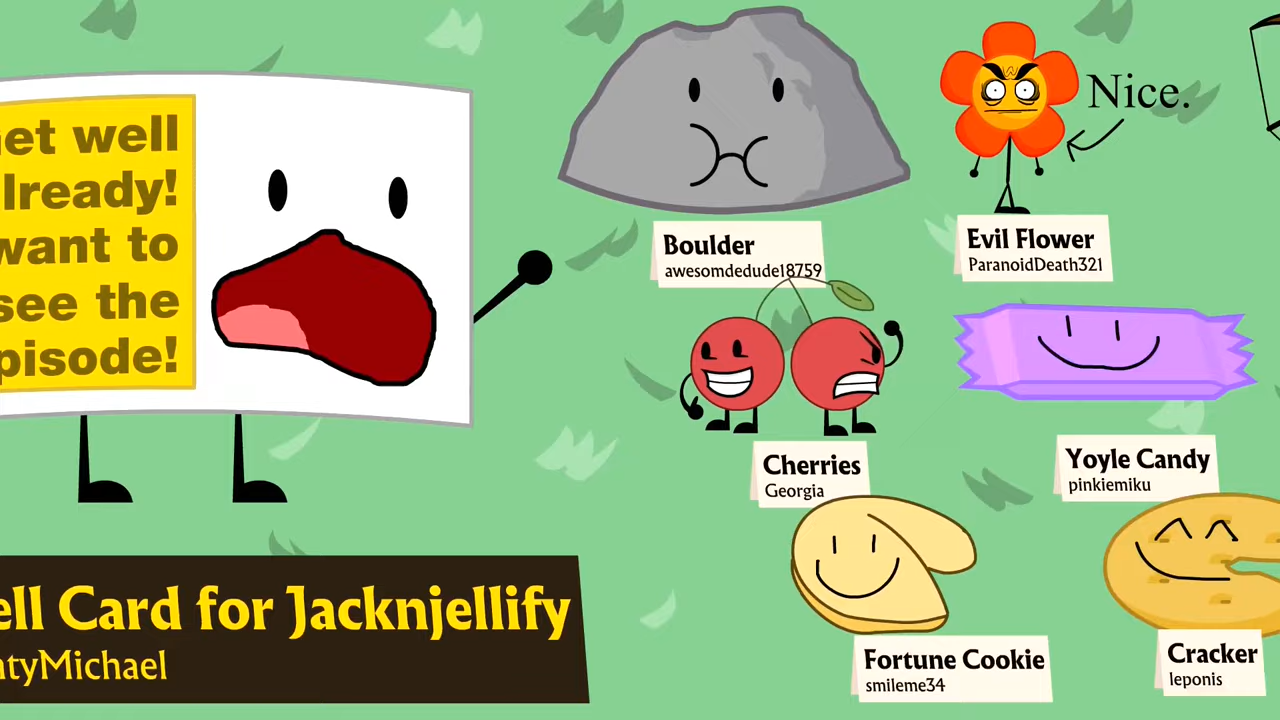 et well
lready!
want to
see the
pisode!
ell Card for Jacknjellify
tyMichael
Boulder
awesomdedude18759
Nice.
Evil Flower
ParanoidDeath321
Cherries
Georgia
Yoyle Candy
pinkiemiku
Fortune Cookie
smileme34
Cracker
leponis